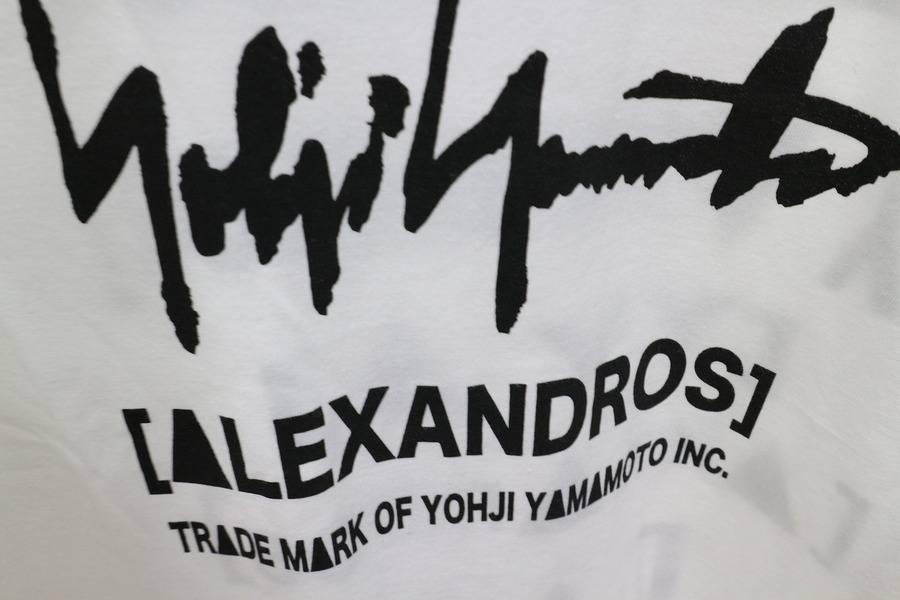 Yohji Yamamoto
[ALEXANDROS]
TRADE MARK OF YOHJI YAMAMOTO INC.